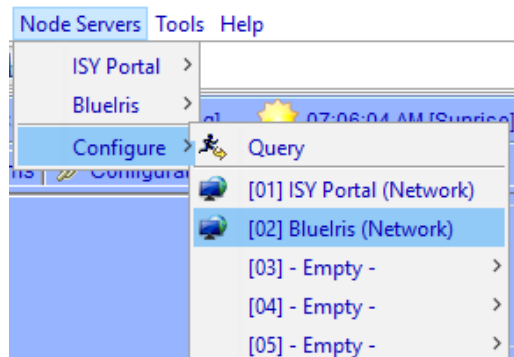 Node Servers Tools Help
ISY Portal >
BlueIris >
07:06:04 AM [Sunrise]
Configure >
Query
[01] ISY Portal (Network)
[02] BlueIris (Network)
[03] - Empty - >
[04] - Empty - >
[05] - Empty - >